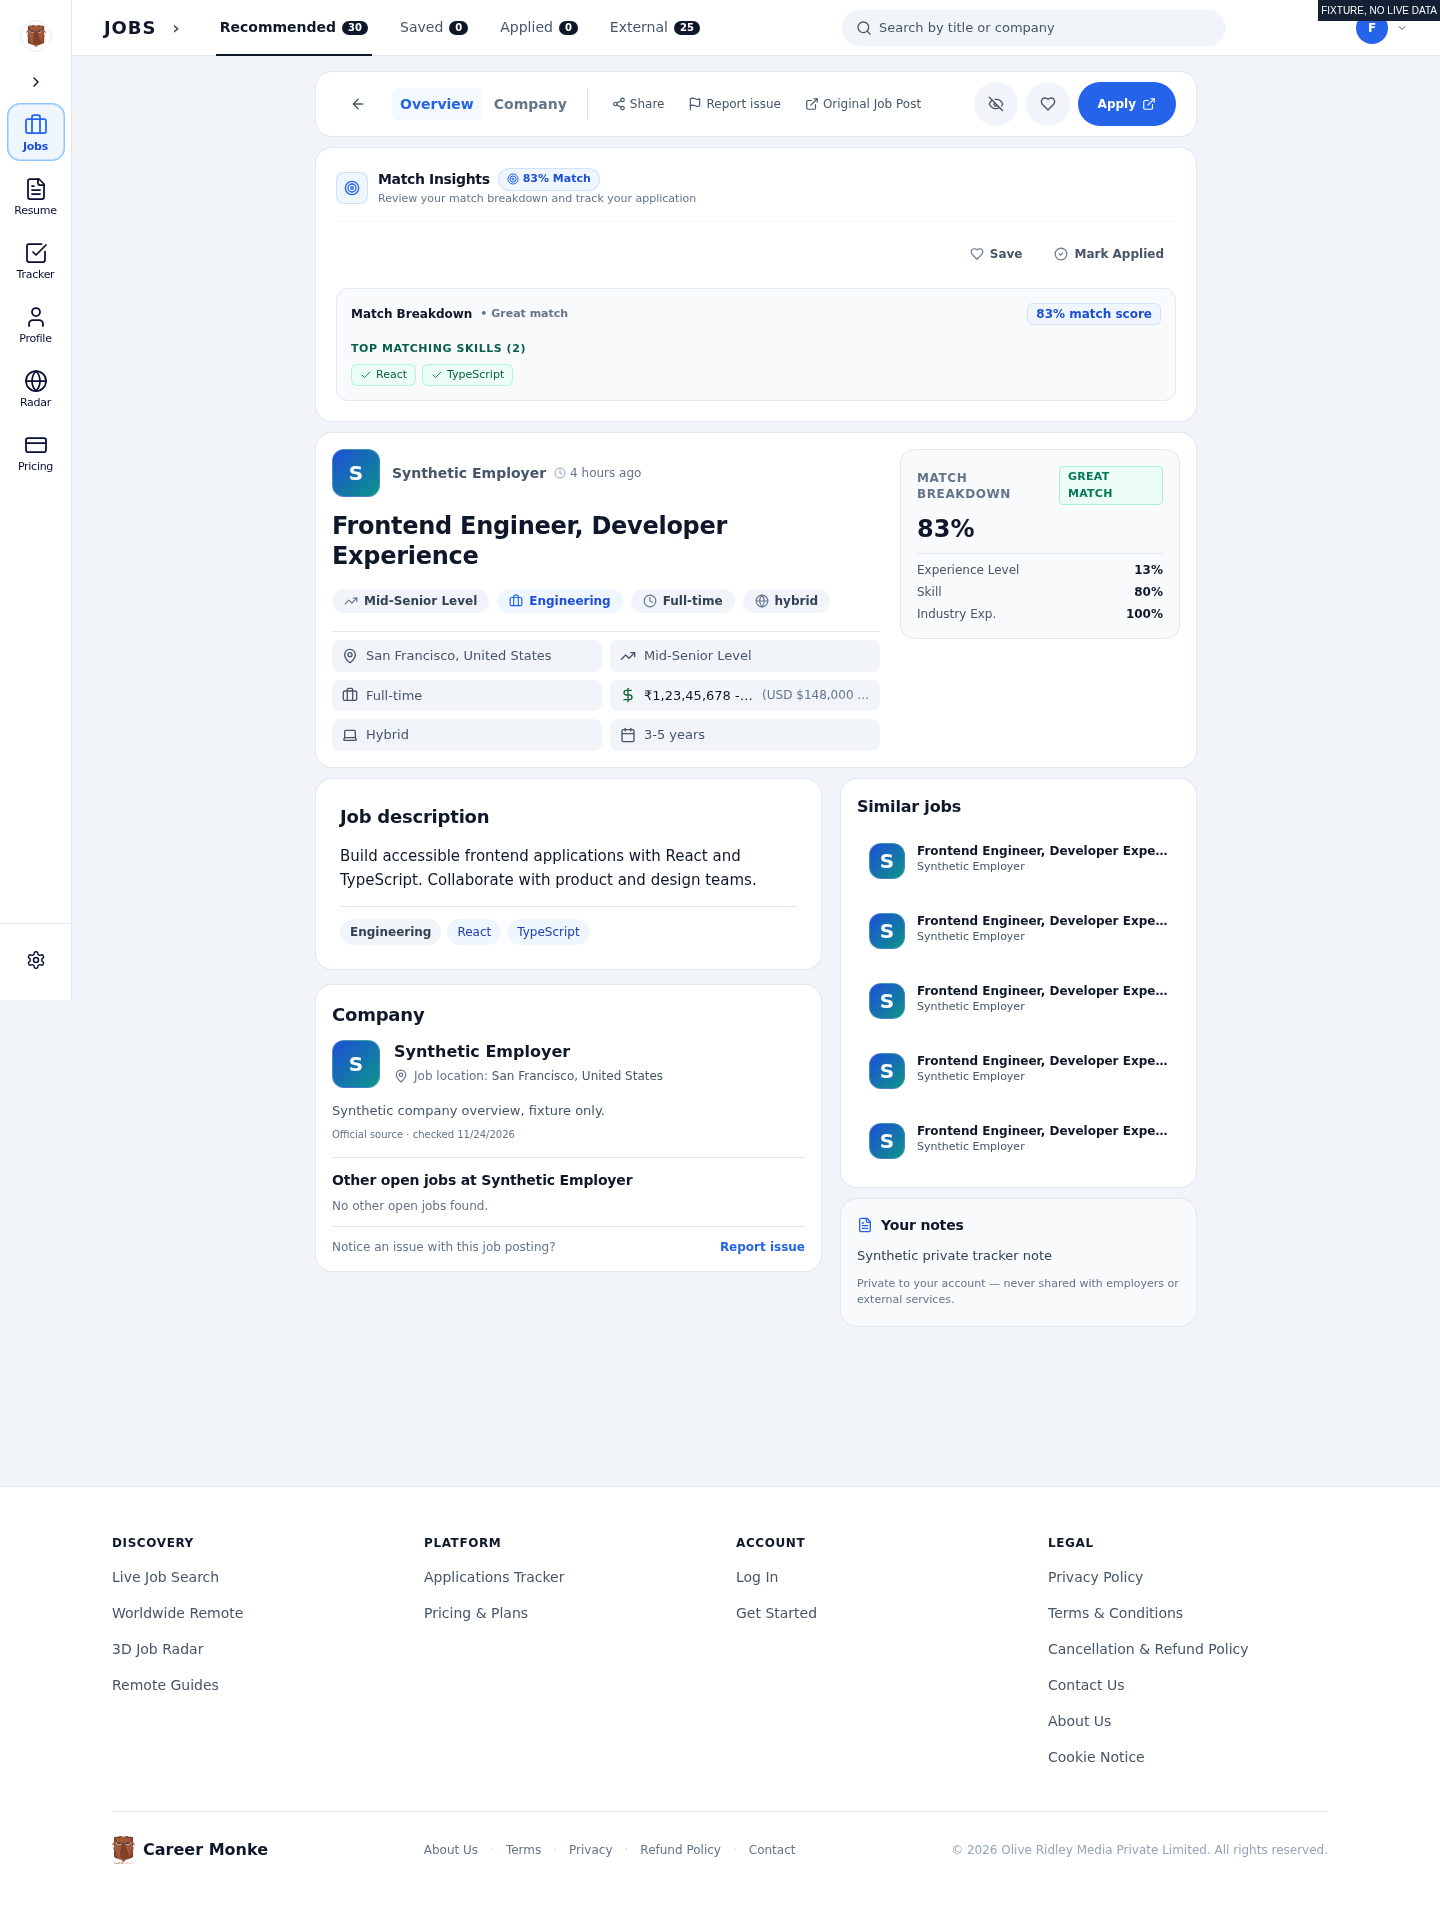 FIXTURE, NO LIVE DATA
JOBS
Recommended 30
Saved 0
Applied 0
External 25
Search by title or company
F
Jobs
Resume
Tracker
Profile
Radar
Pricing
Overview
Company
Share
Report issue
Original Job Post
Apply
Match Insights
83% Match
Review your match breakdown and track your application
Save
Mark Applied
Match Breakdown • Great match
83% match score
TOP MATCHING SKILLS (2)
React
TypeScript
S
Synthetic Employer
4 hours ago
Frontend Engineer, Developer
Experience
Mid-Senior Level
Engineering
Full-time
hybrid
San Francisco, United States
Mid-Senior Level
Full-time
₹1,23,45,678 -... (USD $148,000 ...
Hybrid
3-5 years
MATCH
BREAKDOWN
GREAT
MATCH
83%
Experience Level 13%
Skill 80%
Industry Exp. 100%
Job description
Build accessible frontend applications with React and
TypeScript. Collaborate with product and design teams.
Engineering
React
TypeScript
Company
S
Synthetic Employer
Job location: San Francisco, United States
Synthetic company overview, fixture only.
Official source · checked 11/24/2026
Other open jobs at Synthetic Employer
No other open jobs found.
Notice an issue with this job posting?
Report issue
Similar jobs
S
Frontend Engineer, Developer Expe...
Synthetic Employer
S
Frontend Engineer, Developer Expe...
Synthetic Employer
S
Frontend Engineer, Developer Expe...
Synthetic Employer
S
Frontend Engineer, Developer Expe...
Synthetic Employer
S
Frontend Engineer, Developer Expe...
Synthetic Employer
Your notes
Synthetic private tracker note
Private to your account — never shared with employers or
external services.
DISCOVERY
Live Job Search
Worldwide Remote
3D Job Radar
Remote Guides
PLATFORM
Applications Tracker
Pricing & Plans
ACCOUNT
Log In
Get Started
LEGAL
Privacy Policy
Terms & Conditions
Cancellation & Refund Policy
Contact Us
About Us
Cookie Notice
Career Monke
About Us · Terms · Privacy · Refund Policy · Contact
© 2026 Olive Ridley Media Private Limited. All rights reserved.